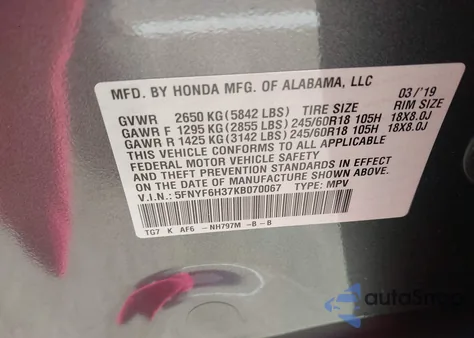 MFD. BY HONDA MFG. OF ALABAMA, LLC
03/'19
GVWR 2650 KG (5842 LBS) TIRE SIZE RIM SIZE
GAWR F 1295 KG (2855 LBS) 245/60R18 105H 18X8.0J
GAWR R 1425 KG (3142 LBS) 245/60R18 105H 18X8.0J
THIS VEHICLE CONFORMS TO ALL APPLICABLE
FEDERAL MOTOR VEHICLE SAFETY
AND THEFT PREVENTION STANDARDS IN EFFECT
ON THE DATE OF MANUFACTURE SHOWN ABOVE.
V.I.N.: 5FNYF6H37KB070067 TYPE: MPV
TG7 K AF6 -NH797M -B -B